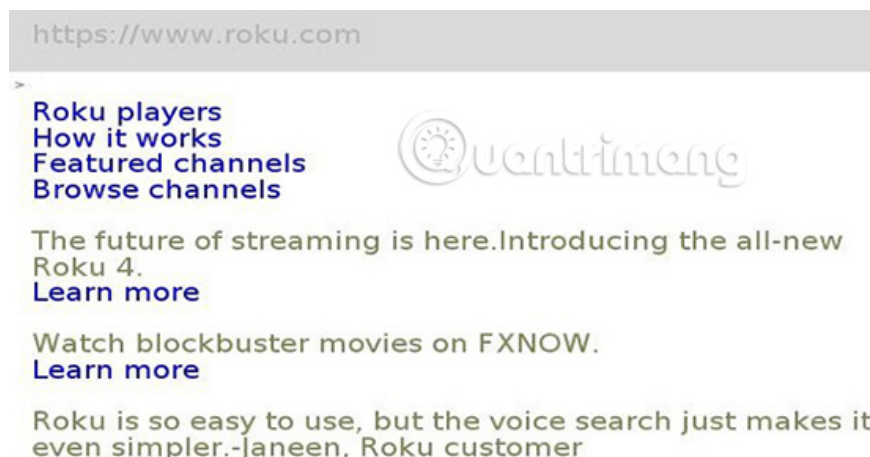 https://www.roku.com
>
Roku players
How it works
Featured channels
Browse channels
Quantrimang
The future of streaming is here.Introducing the all-new
Roku 4.
Learn more
Watch blockbuster movies on FXNOW.
Learn more
Roku is so easy to use, but the voice search just makes it
even simpler.-Janeen, Roku customer